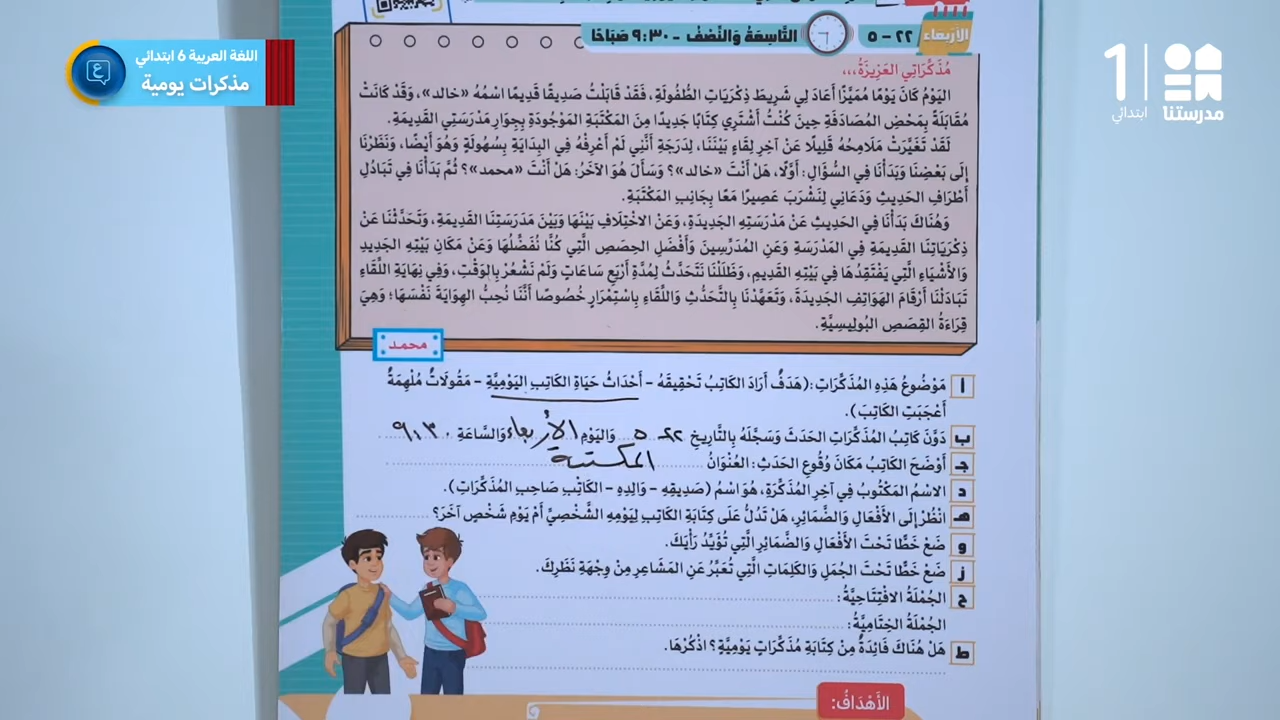 اللغة العربية 6 ابتدائي
مذكرات يومية
ع
1
ابتدائي
مدرستنا
الأَرْبِعَاء
٢٢ - ٥
التَّاسِعَةُ وَالنِّصْفُ - ٩:٣٠ صَبَاحًا
مُذَكِّرَاتِي العَزِيزَةُ،،،
اليَوْمُ كَانَ يَوْمًا مُمَيَّزًا أَعَادَ لِي شَرِيطَ ذِكْرَيَاتِ الطُّفُولَةِ. فَقَدْ قَابَلْتُ صَدِيقًا قَدِيمًا اسْمُهُ «خالد»، وَقَدْ كَانَتْ
مُقَابَلَةً بِمَحْضِ المُصَادَفَةِ حِينَ كُنْتُ أَشْتَرِي كِتَابًا جَدِيدًا مِنَ المَكْتَبَةِ المَوْجُودَةِ بِجِوَارِ مَدْرَسَتِي القَدِيمَةِ.
لَقَدْ تَغَيَّرَتْ مَلَامِحُهُ قَلِيلًا عَنْ آخِرِ لِقَاءٍ بَيْنَنَا، لِدَرَجَةِ أَنَّنِي لَمْ أَعْرِفْهُ فِي البِدَايَةِ بِسُهُولَةٍ وَهُوَ أَيْضًا، وَنَظَرْنَا
إِلَى بَعْضِنَا وَبَدَأْنَا فِي السُّؤَالِ: أَوَّلًا، هَلْ أَنْتَ «خالد»؟ وَسَأَلَ هُوَ الآخَرُ: هَلْ أَنْتَ «محمد»؟ ثُمَّ بَدَأْنَا فِي تَبَادُلِ
أَطْرَافِ الحَدِيثِ وَدَعَانِي لِنَشْرَبَ عَصِيرًا مَعًا بِجَانِبِ المَكْتَبَةِ.
وَهُنَاكَ بَدَأْنَا فِي الحَدِيثِ عَنْ مَدْرَسَتِهِ الجَدِيدَةِ، وَعَنْ الاخْتِلَافِ بَيْنَهَا وَبَيْنَ مَدْرَسَتِنَا القَدِيمَةِ، وَتَحَدَّثْنَا عَنْ
ذِكْرَيَاتِنَا القَدِيمَةِ فِي المَدْرَسَةِ وَعَنِ المُدَرِّسِينَ وَأَفْضَلِ الحِصَصِ الَّتِي كُنَّا نُفَضِّلُهَا وَعَنْ مَكَانِ بَيْتِهِ الجَدِيدِ
وَالأَشْيَاءِ الَّتِي يَفْتَقِدُهَا فِي بَيْتِهِ القَدِيمِ، وَظَلَلْنَا نَتَحَدَّثُ لِمُدَّةِ أَرْبَعِ سَاعَاتٍ وَلَمْ نَشْعُرْ بِالوَقْتِ، وَفِي نِهَايَةِ اللِّقَاءِ
تَبَادَلْنَا أَرْقَامَ الهَوَاتِفِ الجَدِيدَةَ، وَتَعَهَّدْنَا بِالتَّحَدُّثِ وَاللِّقَاءِ بِاسْتِمْرَارٍ خُصُوصًا أَنَّنَا نُحِبُّ الهِوَايَةَ نَفْسَهَا؛ وَهِيَ
قِرَاءَةُ القِصَصِ البُولِيسِيَّةِ.
محمد
أ مَوْضُوعُ هَذِهِ المُذَكِّرَاتِ: (هَدَفٌ أَرَادَ الكَاتِبُ تَحْقِيقَهُ - أَحْدَاثُ حَيَاةِ الكَاتِبِ اليَوْمِيَّةِ - مَقُولَاتٌ مُلْهِمَةٌ
أَعْجَبَتِ الكَاتِبَ).
ب دَوَّنَ كَاتِبُ المُذَكِّرَاتِ الحَدَثَ وَسَجَّلَهُ بِالتَّارِيخِ ٢٢-٥ وَاليَوْمِ الأربعاء وَالسَّاعَةِ ٩:٣٠
جـ أَوْضَحَ الكَاتِبُ مَكَانَ وُقُوعِ الحَدَثِ: العُنْوَانُ المكتبة
د الاسْمُ المَكْتُوبُ فِي آخِرِ المُذَكِّرَةِ، هُوَ اسْمُ (صَدِيقِهِ - وَالِدِهِ - الكَاتِبِ صَاحِبِ المُذَكِّرَاتِ).
هـ انْظُرْ إِلَى الأَفْعَالِ وَالضَّمَائِرِ، هَلْ تَدُلُّ عَلَى كِتَابَةِ الكَاتِبِ لِيَوْمِهِ الشَّخْصِيِّ أَمْ يَوْمِ شَخْصٍ آخَرَ؟
و ضَعْ خَطًّا تَحْتَ الأَفْعَالِ وَالضَّمَائِرِ الَّتِي تُؤَيِّدُ رَأْيَكَ.
ز ضَعْ خَطًّا تَحْتَ الجُمَلِ وَالكَلِمَاتِ الَّتِي تُعَبِّرُ عَنِ المَشَاعِرِ مِنْ وِجْهَةِ نَظَرِكَ.
ح الجُمْلَةُ الافْتِتَاحِيَّةُ:
الجُمْلَةُ الخِتَامِيَّةُ:
ط هَلْ هُنَاكَ فَائِدَةٌ مِنْ كِتَابَةِ مُذَكِّرَاتٍ يَوْمِيَّةٍ؟ اذْكُرْهَا.
الأَهْدَافُ: